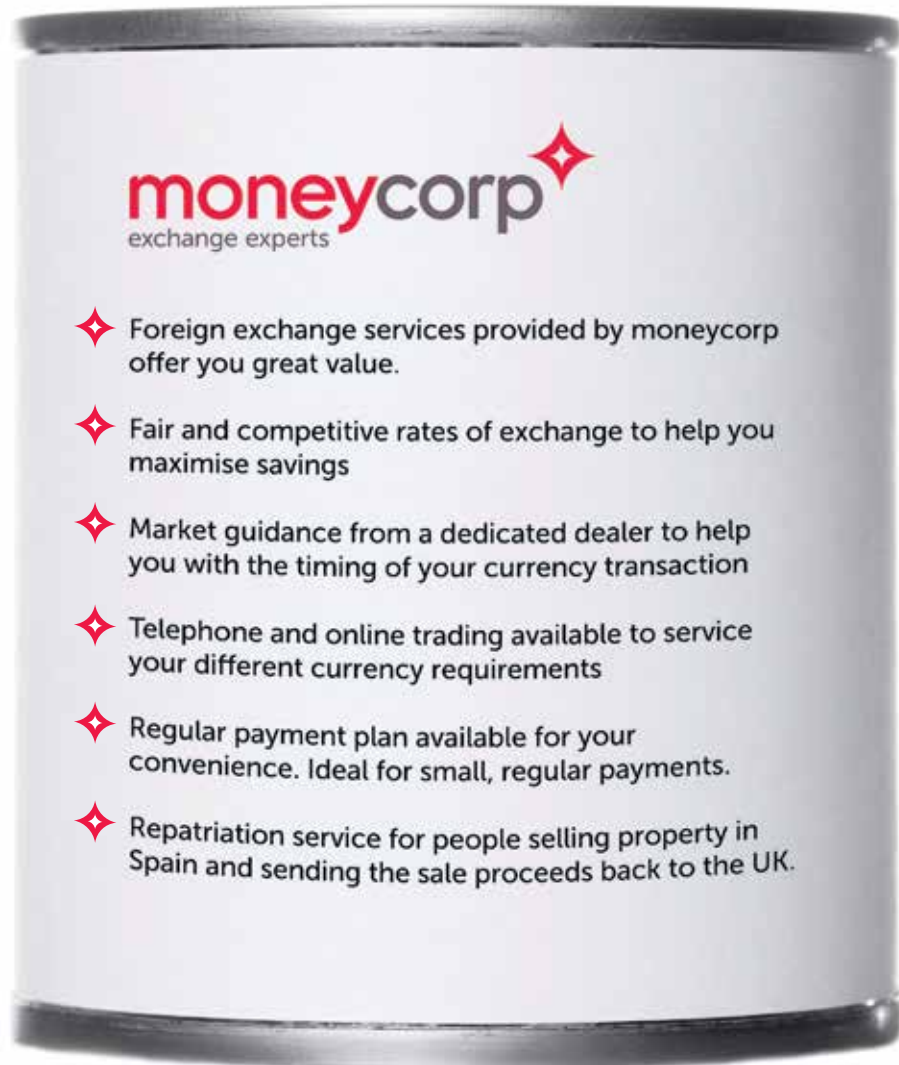 moneycorp
exchange experts
Foreign exchange services provided by moneycorp
offer you great value.
Fair and competitive rates of exchange to help you
maximise savings
Market guidance from a dedicated dealer to help
you with the timing of your currency transaction
Telephone and online trading available to service
your different currency requirements
Regular payment plan available for your
convenience. Ideal for small, regular payments.
Repatriation service for people selling property in
Spain and sending the sale proceeds back to the UK.